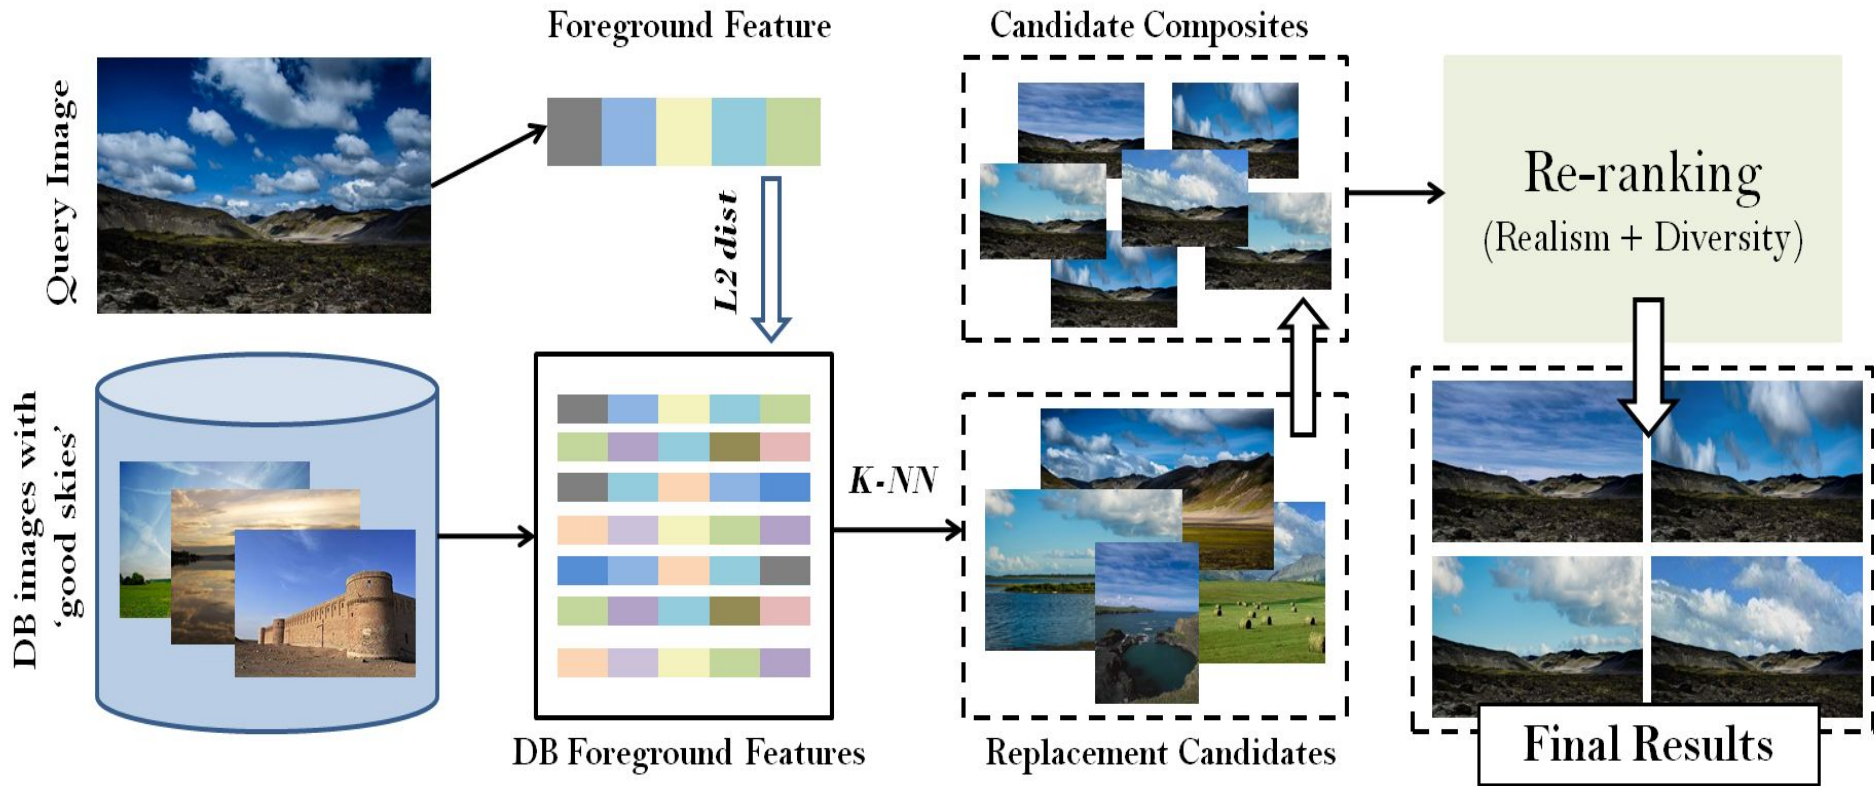 Foreground Feature
Candidate Composites
Query Image
L2 dist
Re-ranking
(Realism + Diversity)
DB images with
‘good skies’
K-NN
DB Foreground Features
Replacement Candidates
Final Results